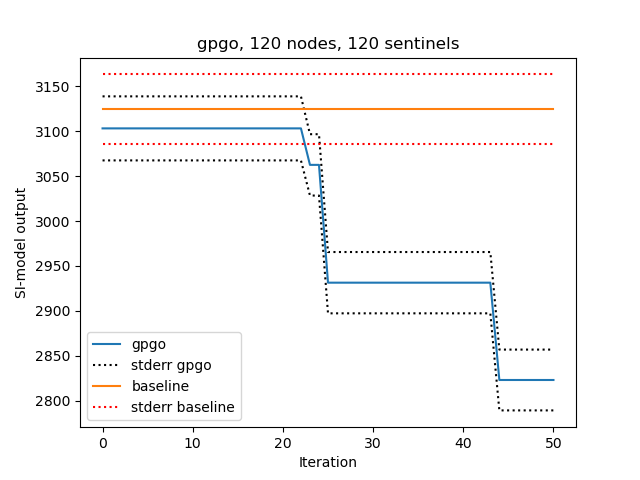 gpgo, 120 nodes, 120 sentinels
SI-model output
3150
3100
3050
3000
2950
2900
2850
2800
gpgo
stderr gpgo
baseline
stderr baseline
0 10 20 30 40 50
Iteration